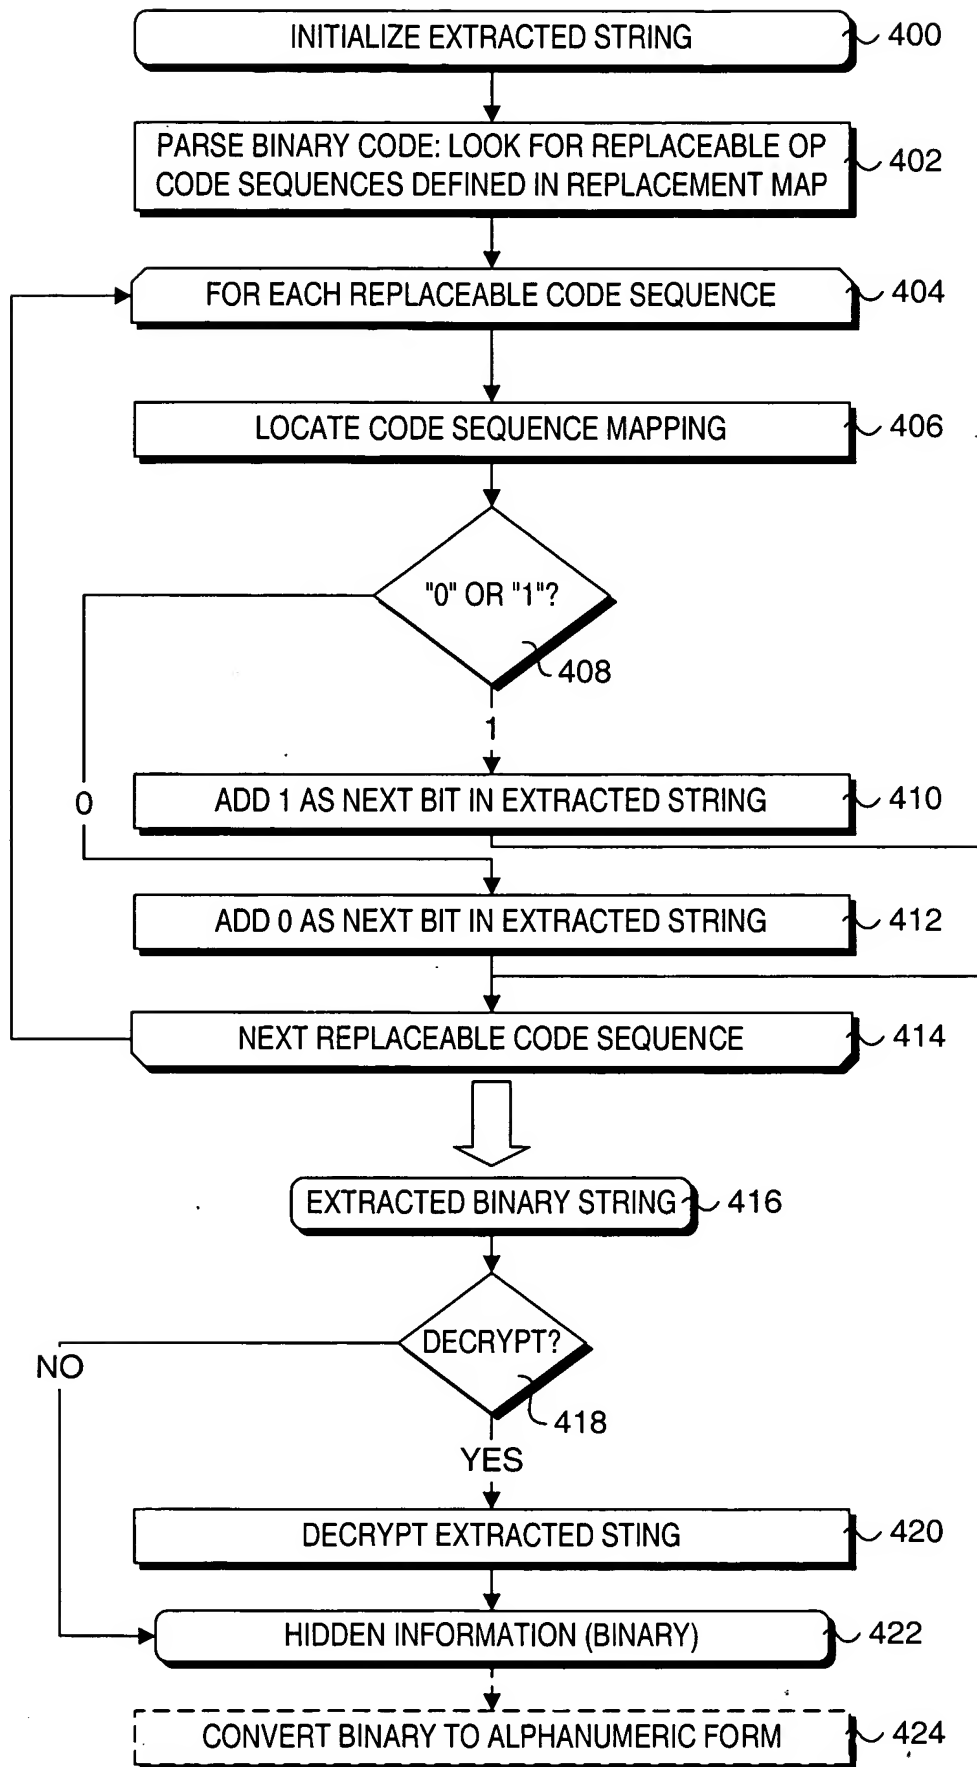 INITIALIZE EXTRACTED STRING
400
PARSE BINARY CODE: LOOK FOR REPLACEABLE OP
CODE SEQUENCES DEFINED IN REPLACEMENT MAP
402
FOR EACH REPLACEABLE CODE SEQUENCE
404
LOCATE CODE SEQUENCE MAPPING
406
"0" OR "1"?
408
1
0
ADD 1 AS NEXT BIT IN EXTRACTED STRING
410
ADD 0 AS NEXT BIT IN EXTRACTED STRING
412
NEXT REPLACEABLE CODE SEQUENCE
414
EXTRACTED BINARY STRING
416
DECRYPT?
418
NO
YES
DECRYPT EXTRACTED STING
420
HIDDEN INFORMATION (BINARY)
422
CONVERT BINARY TO ALPHANUMERIC FORM
424